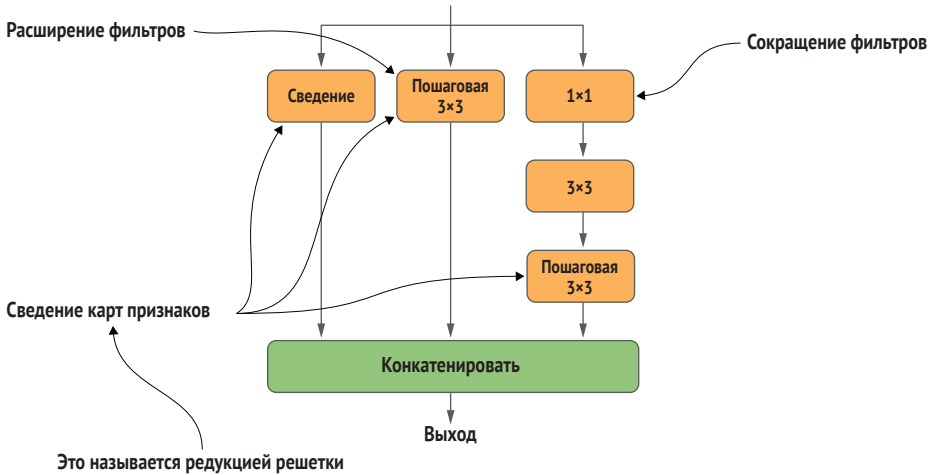 Расширение фильтров
Сокращение фильтров
Сведение
Пошаговая
3×3
1×1
3×3
Пошаговая
3×3
Сведение карт признаков
Конкатенировать
Выход
Это называется редукцией решетки